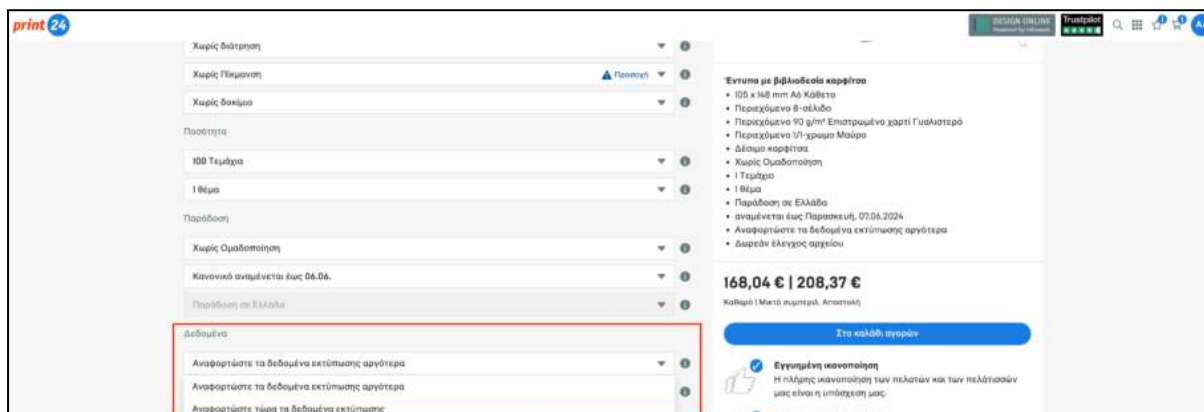 print 24
DESIGN ONLINE
Trustpilot
Χωρίς διάτρηση
Χωρίς Πίκμανση
Προσοχή
Χωρίς δοκίμιο
Ποσότητα
100 Τεμάχια
1 θέμα
Παράδοση
Χωρίς Ομαδοποίηση
Κανονικό αναμένεται έως 06.06.
Παράδοση σε Ελλάδα
Δεδομένα
Αναφορτώστε τα δεδομένα εκτύπωσης αργότερα
Αναφορτώστε τα δεδομένα εκτύπωσης αργότερα
Αναφορτώστε τώρα τα δεδομένα εκτύπωσης
Έντυπα με βιβλιοδεσία καρφίτσα
• 105 x 148 mm A6 Κάθετο
• Περιεχόμενο 8-σέλιδο
• Περιεχόμενο 90 g/m² Επιστρωμένο χαρτί Γυαλιστερό
• Περιεχόμενο 1/1-χρωμο Μαύρο
• Δέσιμο καρφίτσα
• Χωρίς Ομαδοποίηση
• 1 Τεμάχιο
• 1 θέμα
• Παράδοση σε Ελλάδα
• αναμένεται έως Παρασκευή, 07.06.2024
• Αναφορτώστε τα δεδομένα εκτύπωσης αργότερα
• Δωρεάν έλεγχος αρχείου
168,04 € | 208,37 €
Καθαρό | Μικτό συμπεριλ. Αποστολή
Στο καλάθι αγορών
Εγγυημένη ικανοποίηση
Η πλήρης ικανοποίηση των πελατών και των πελάτισσών
μας είναι η υπόσχεση μας.